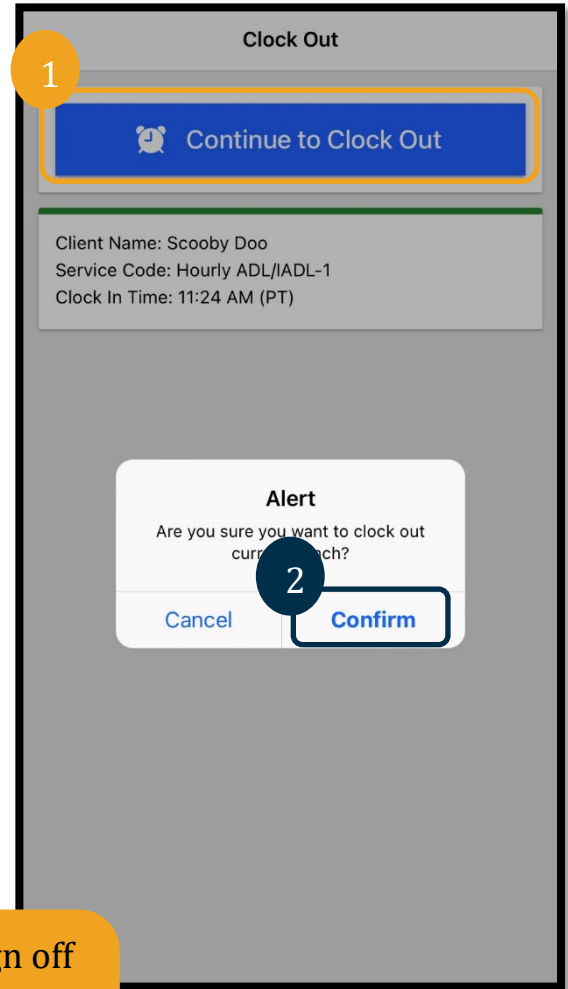 Clock Out
1
Continue to Clock Out
Client Name: Scooby Doo
Service Code: Hourly ADL/IADL-1
Clock In Time: 11:24 AM (PT)
Alert
Are you sure you want to clock out
2
Cancel
Confirm
off